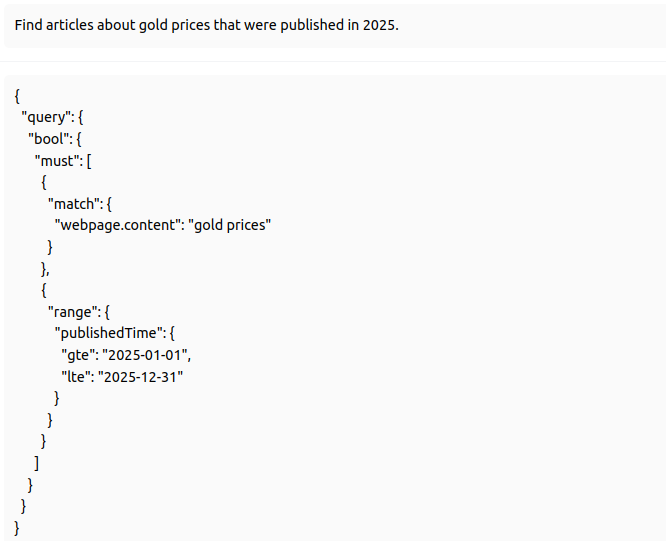 Find articles about gold prices that were published in 2025.
{
  "query": {
    "bool": {
      "must": [
        {
          "match": {
            "webpage.content": "gold prices"
          }
        },
        {
          "range": {
            "publishedTime": {
              "gte": "2025-01-01",
              "lte": "2025-12-31"
            }
          }
        }
      ]
    }
  }
}